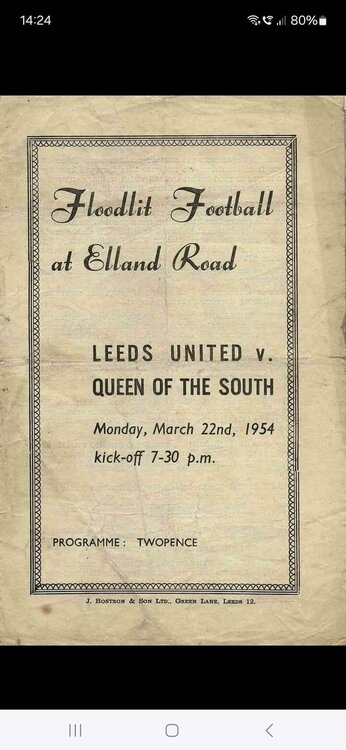 14:24
80%
Floodlit Football
at Elland Road
LEEDS UNITED v.
QUEEN OF THE SOUTH
Monday, March 22nd, 1954
kick-off 7-30 p.m.
PROGRAMME: TWOPENCE
J. Rostron & Son Ltd., Green Lane, Leeds 12.